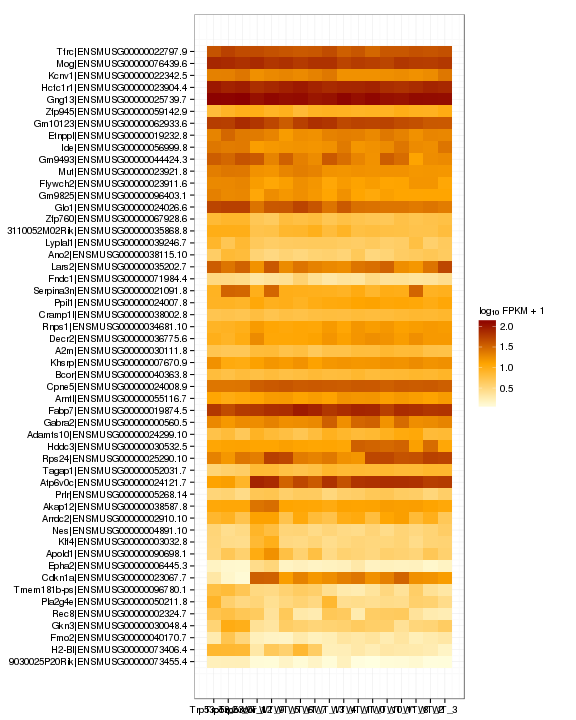 Tfrc|ENSMUSG00000022797.9
Mog|ENSMUSG00000076439.6
Kcnv1|ENSMUSG00000022342.5
Hcfc1r1|ENSMUSG00000023904.4
Gng13|ENSMUSG00000025739.7
Zfp945|ENSMUSG00000059142.9
Gm10123|ENSMUSG00000062933.6
Etnppl|ENSMUSG00000019232.8
Ide|ENSMUSG00000056999.8
Gm9493|ENSMUSG00000044424.3
Mut|ENSMUSG00000023921.8
Flywch2|ENSMUSG00000023911.6
Gm9825|ENSMUSG00000096403.1
Glo1|ENSMUSG00000024026.6
Zfp760|ENSMUSG00000067928.6
3110052M02Rik|ENSMUSG00000035868.8
Lyplal1|ENSMUSG00000039246.7
Ano2|ENSMUSG00000038115.10
Lars2|ENSMUSG00000035202.7
Fndc1|ENSMUSG00000071984.4
Serpina3n|ENSMUSG00000021091.8
Ppil1|ENSMUSG00000024007.8
Cramp1l|ENSMUSG00000038002.8
Rnps1|ENSMUSG00000034681.10
Decr2|ENSMUSG00000036775.6
A2m|ENSMUSG00000030111.8
Khsrp|ENSMUSG00000007670.9
Bcor|ENSMUSG00000040363.8
Cpne5|ENSMUSG00000024008.9
Arntl|ENSMUSG00000055116.7
Fabp7|ENSMUSG00000019874.5
Gabra2|ENSMUSG00000000560.5
Adamts10|ENSMUSG00000024299.10
Hddc3|ENSMUSG00000030532.5
Rps24|ENSMUSG00000025290.10
Tagap1|ENSMUSG00000052031.7
Atp6v0c|ENSMUSG00000024121.7
Prlr|ENSMUSG00000005268.14
Akap12|ENSMUSG00000038587.8
Arrdc2|ENSMUSG00000002910.10
Nes|ENSMUSG00000004891.10
Klf4|ENSMUSG00000003032.8
Apold1|ENSMUSG00000090698.1
Epha2|ENSMUSG00000006445.3
Cdkn1a|ENSMUSG00000023067.7
Tmem181b-ps|ENSMUSG00000096780.1
Pla2g4e|ENSMUSG00000050211.8
Rec8|ENSMUSG00000002324.7
Gkn3|ENSMUSG00000030048.4
Fmo2|ENSMUSG00000040170.7
H2-Bl|ENSMUSG00000073406.4
9030025P20Rik|ENSMUSG00000073455.4
log₁₀ FPKM + 1
2.0
1.5
1.0
0.5